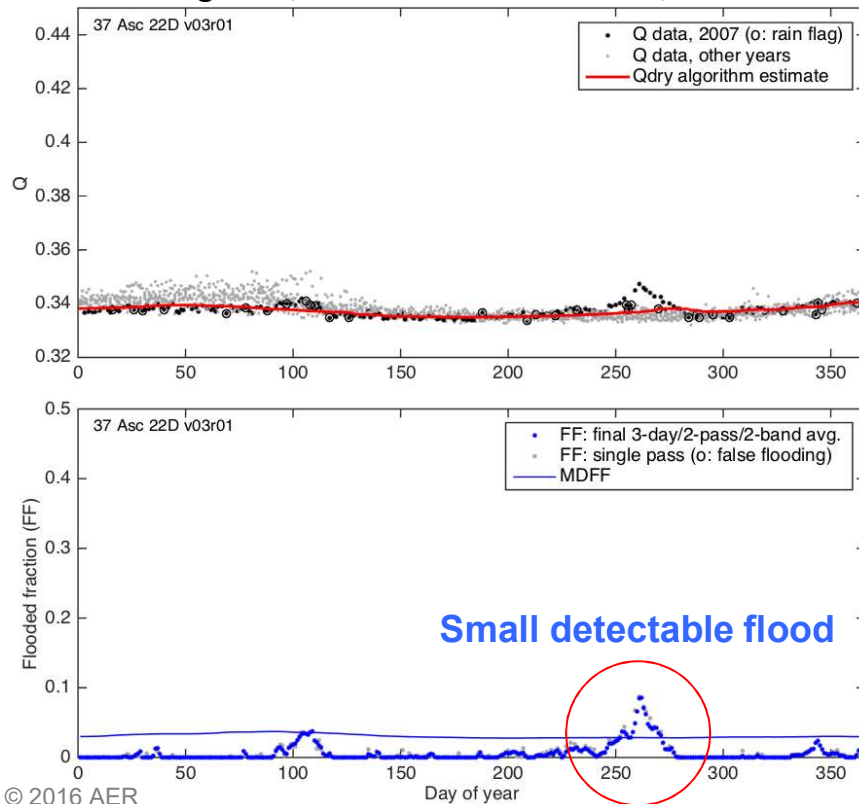 37 Asc 22D v03r01
Q data, 2007 (o: rain flag)
Q data, other years
Qdry algorithm estimate
0.44
0.42
0.4
0.38
0.36
0.34
0.32
Q
0 50 100 150 200 250 300 350
37 Asc 22D v03r01
FF: final 3-day/2-pass/2-band avg.
FF: single pass (o: false flooding)
MDFF
0.5
0.4
0.3
0.2
0.1
0
Flooded fraction (FF)
Small detectable flood
0 50 100 150 200 250 300 350
Day of year
© 2016 AER